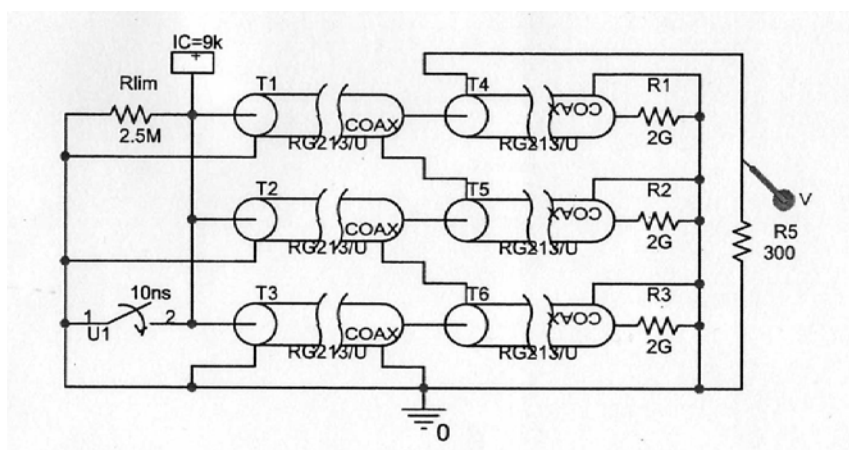 IC=9k
+
Rlim
2.5M
T1
COAX
RG213/U
T4
COAX
RG213/U
R1
2G
T2
COAX
RG213/U
T5
COAX
RG213/U
R2
2G
V
R5
300
10ns
1
2
U1
T3
COAX
RG213/U
T6
COAX
RG213/U
R3
2G
0